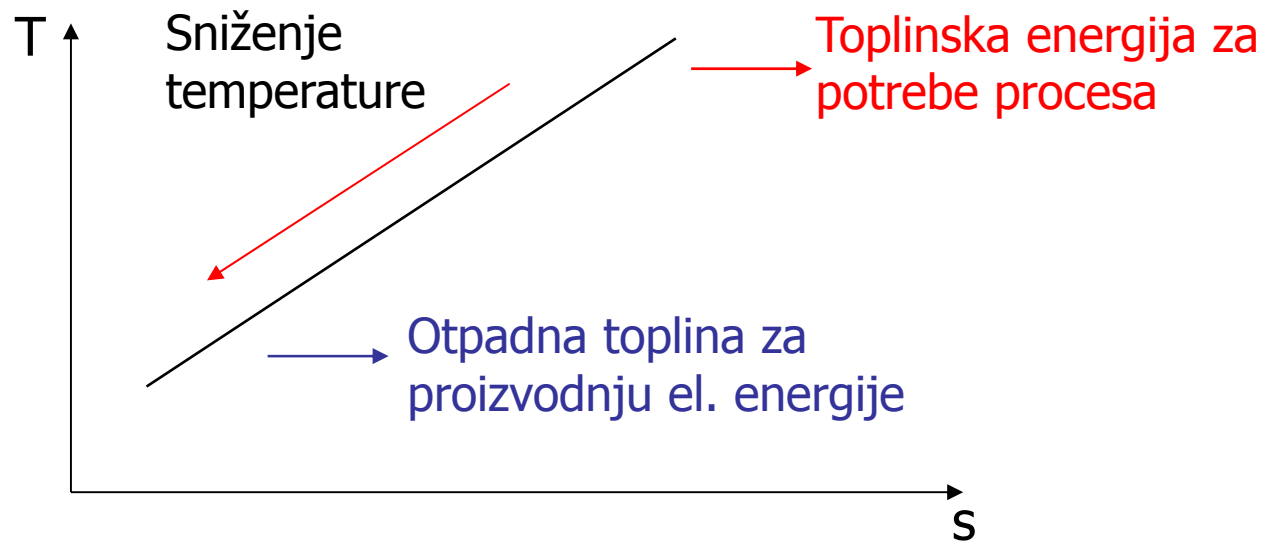 T
Sniženje
temperature
Toplinska energija za
potrebe procesa
Otpadna toplina za
proizvodnju el. energije
s